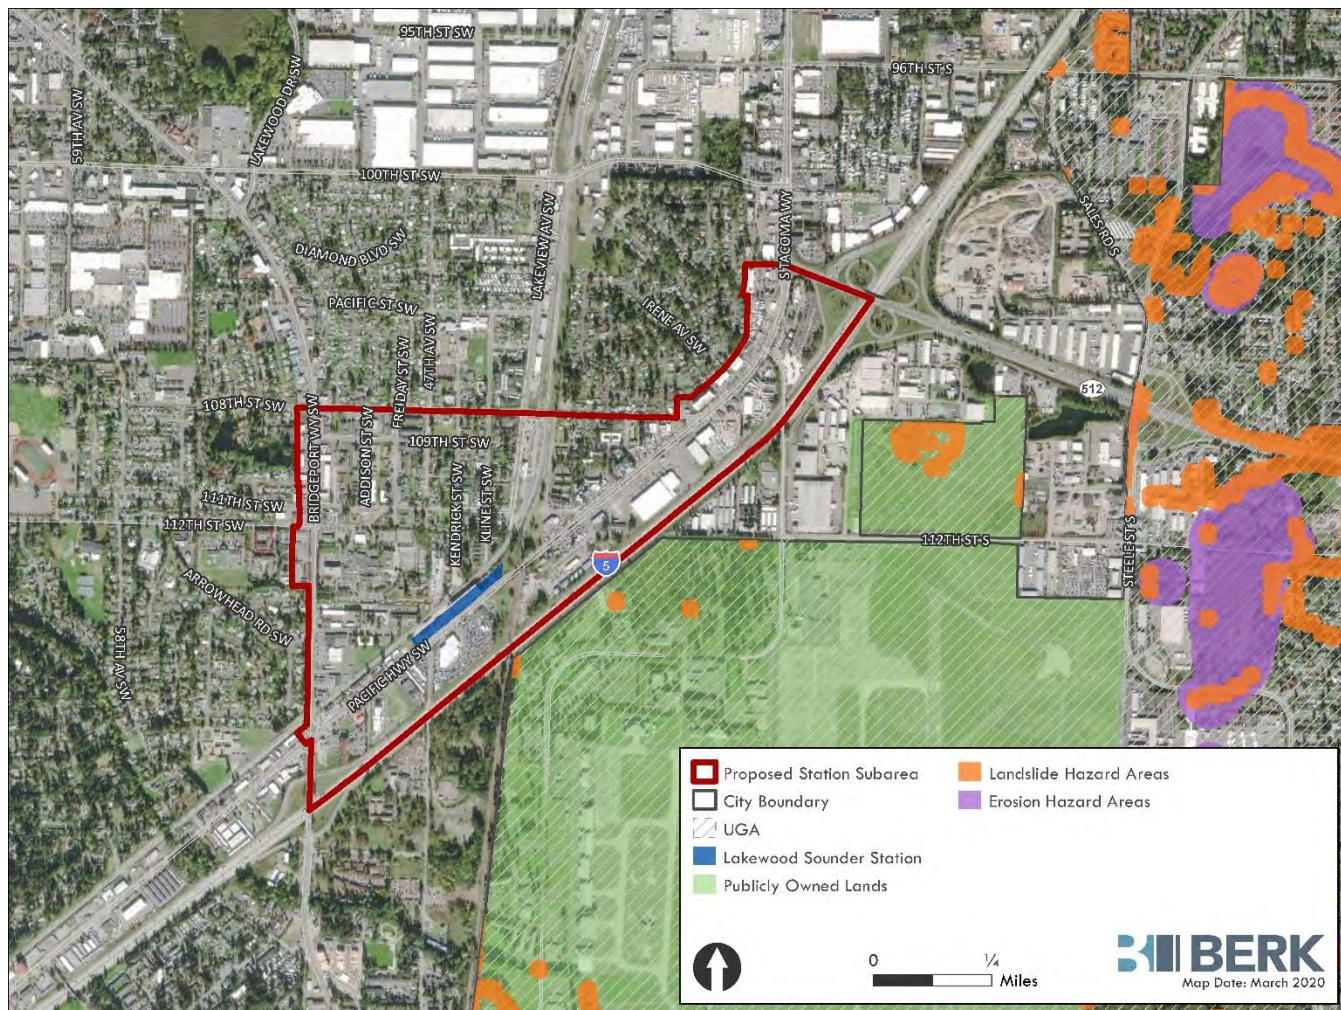 95TH ST SW
96TH ST S
59TH AV SW
LAKEWOOD DR SW
100TH ST SW
SALES RD S
LAKEVIEW AV SW
S TACOMA WY
DIAMOND BLVD SW
PACIFIC ST SW
IRENE AV SW
47TH AV SW
FREIDAY ST SW
512
108TH ST SW
BRIDGEPORT WY SW
ADDISON ST SW
109TH ST SW
KENDRICK ST SW
KLINE ST SW
111TH ST SW
112TH ST SW
112TH ST S
STEELE ST S
5
ARROWHEAD RD SW
58TH AV SW
PACIFIC HWY SW
Proposed Station Subarea
City Boundary
UGA
Lakewood Sounder Station
Publicly Owned Lands
Landslide Hazard Areas
Erosion Hazard Areas
0 ¼
Miles
BERK
Map Date: March 2020